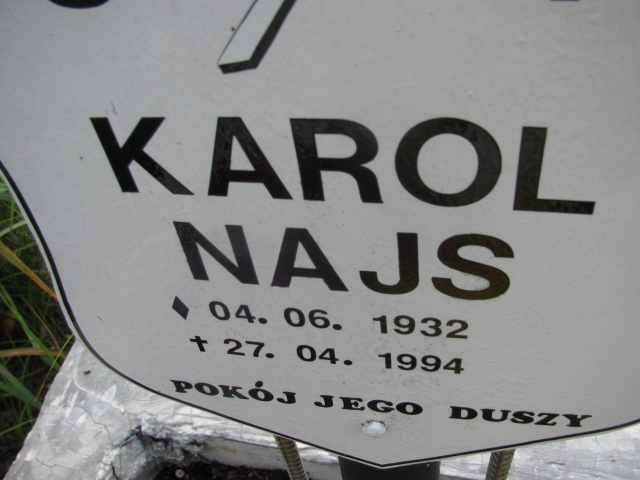 KAROL
NAJS
♦ 04. 06. 1932
✝ 27. 04. 1994
POKÓJ JEGO DUSZY